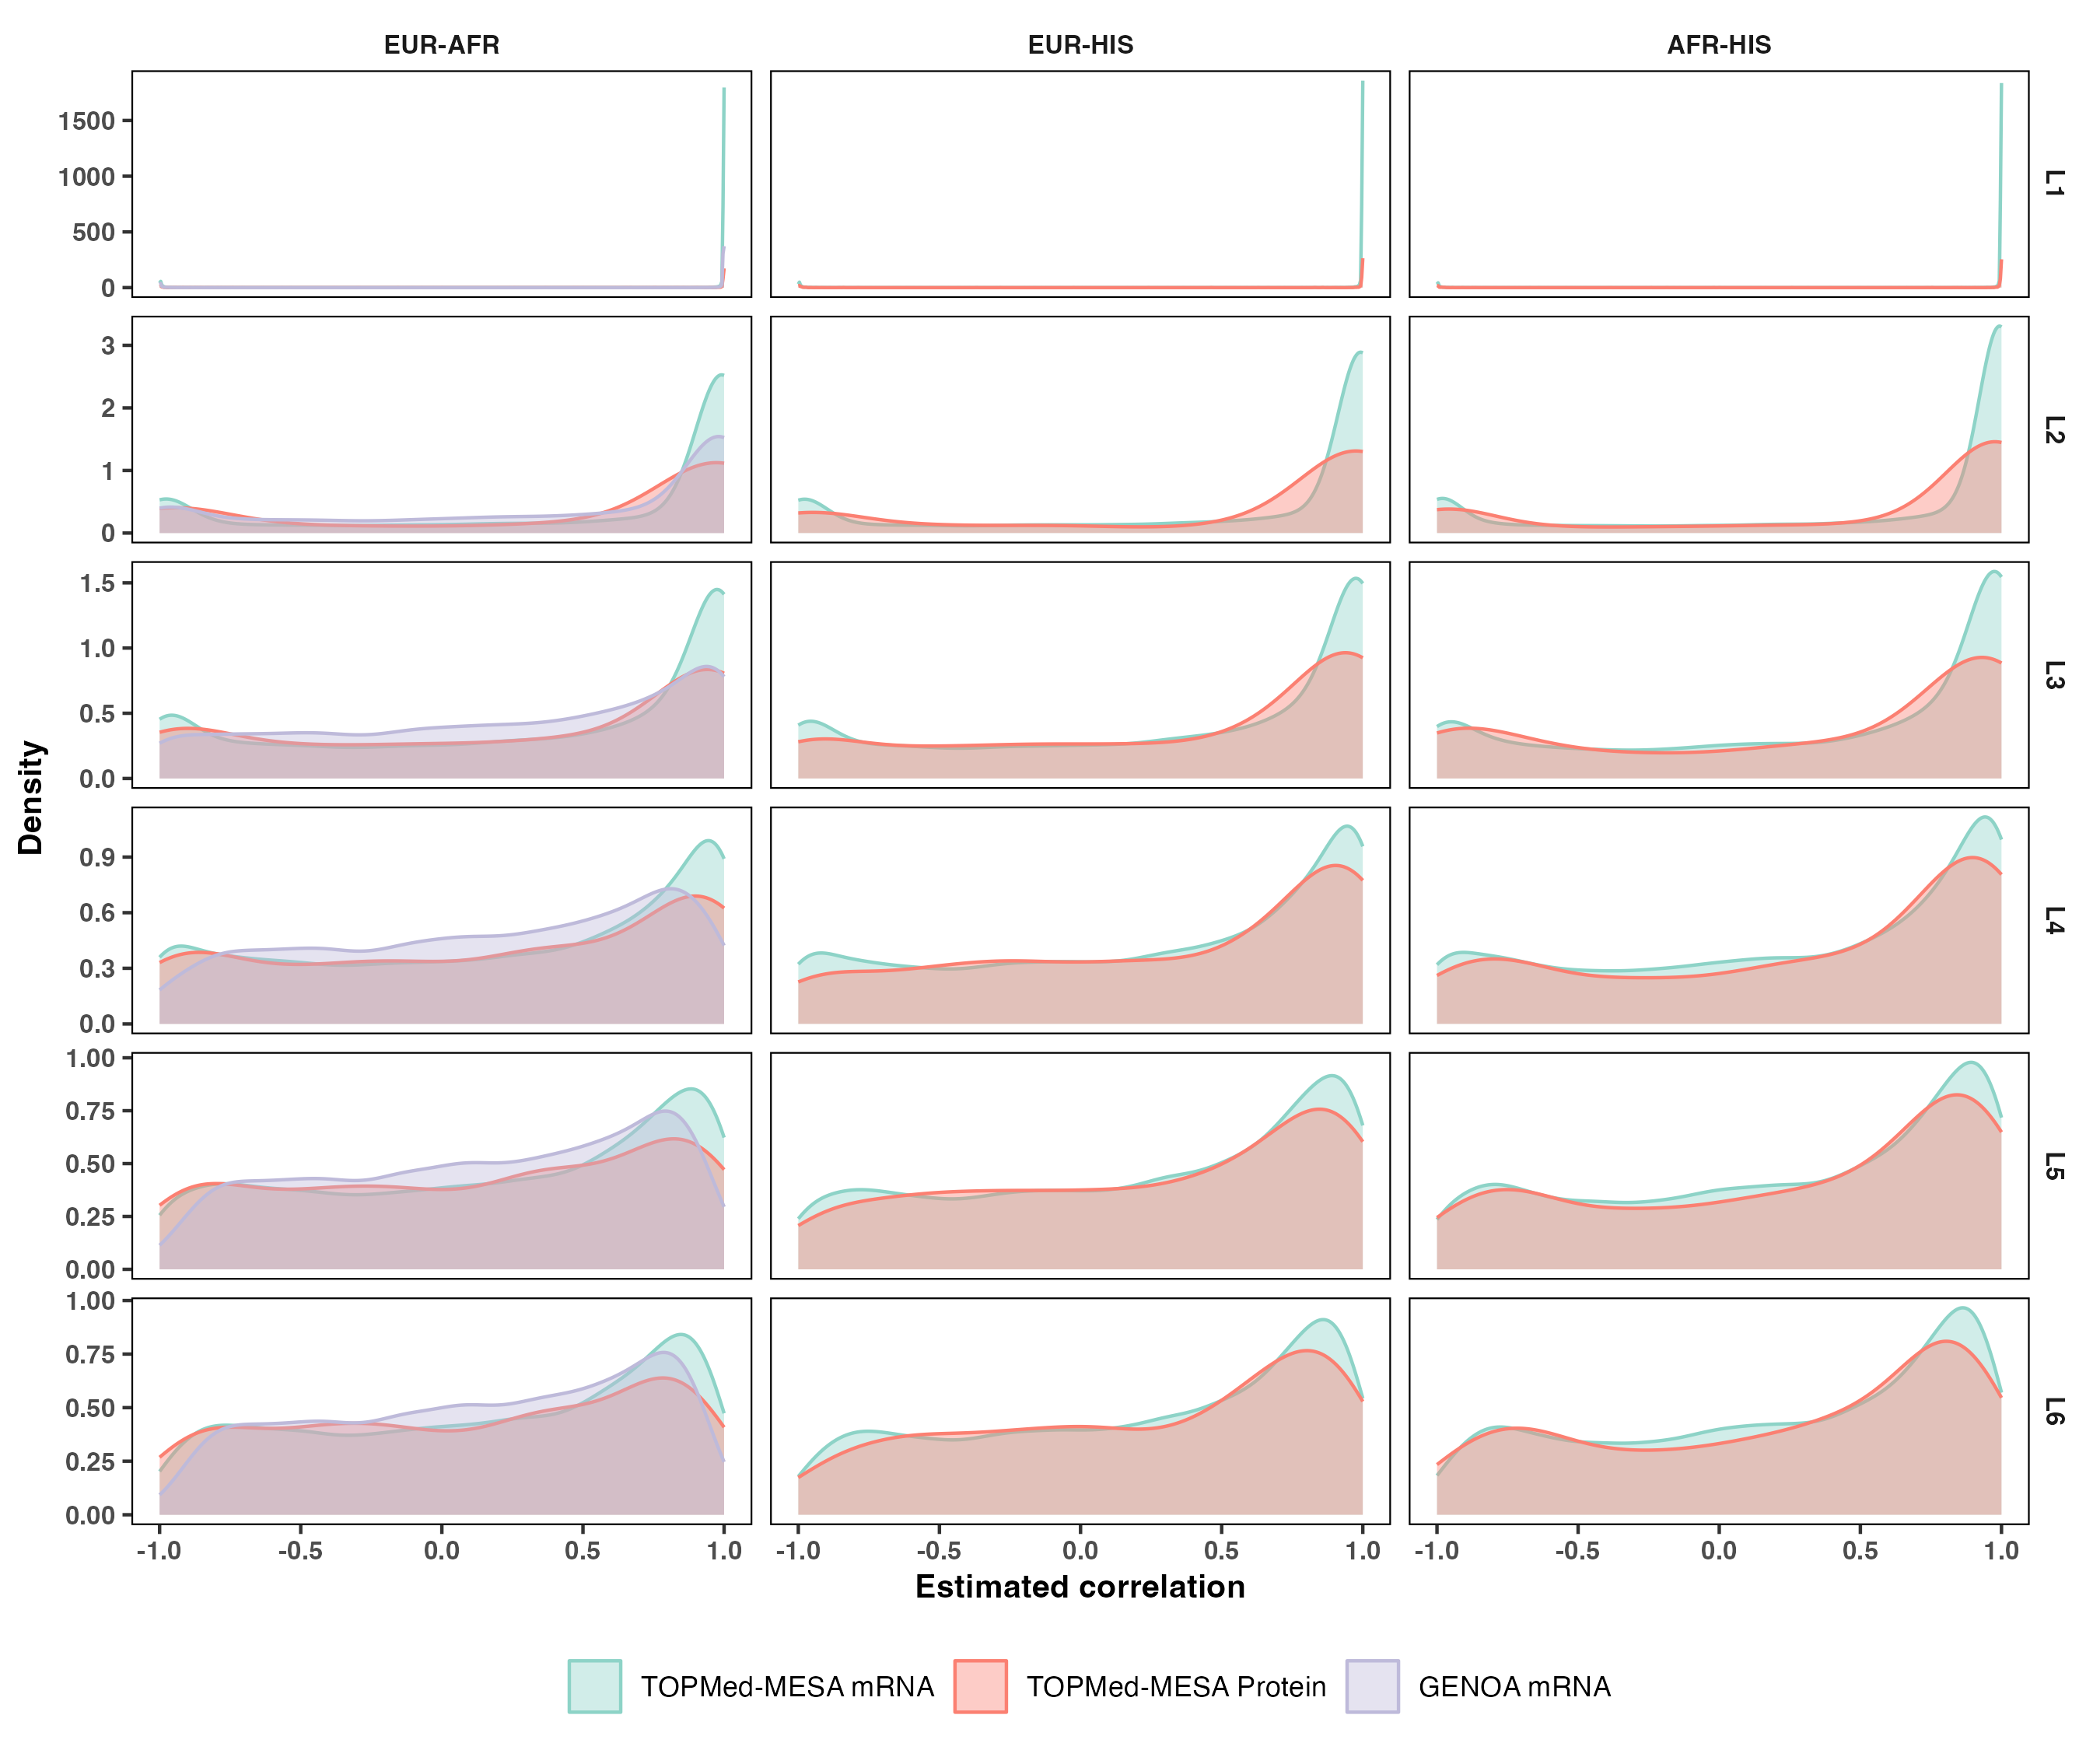 EUR-AFR EUR-HIS AFR-HIS
1500
1000
500
0
L1
3
2
1
0
L2
1.5
1.0
0.5
0.0
L3
Density
0.9
0.6
0.3
0.0
L4
1.00
0.75
0.50
0.25
0.00
L5
1.00
0.75
0.50
0.25
0.00
L6
-1.0 -0.5 0.0 0.5 1.0 -1.0 -0.5 0.0 0.5 1.0 -1.0 -0.5 0.0 0.5 1.0
Estimated correlation
TOPMed-MESA mRNA TOPMed-MESA Protein GENOA mRNA